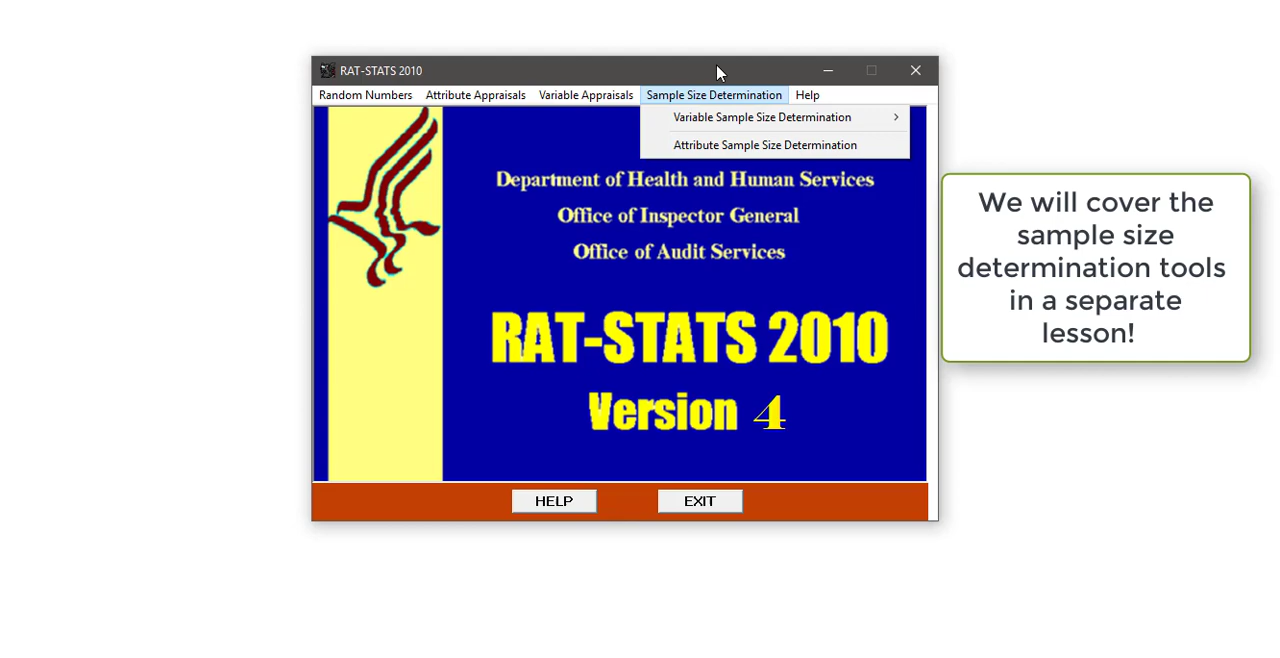 RAT-STATS 2010
Random Numbers Attribute Appraisals Variable Appraisals Sample Size Determination Help
Variable Sample Size Determination
Attribute Sample Size Determination
Department of Health and Human Services
Office of Inspector General
Office of Audit Services
RAT-STATS 2010
Version 4
HELP EXIT
We will cover the
sample size
determination tools
in a separate
lesson!